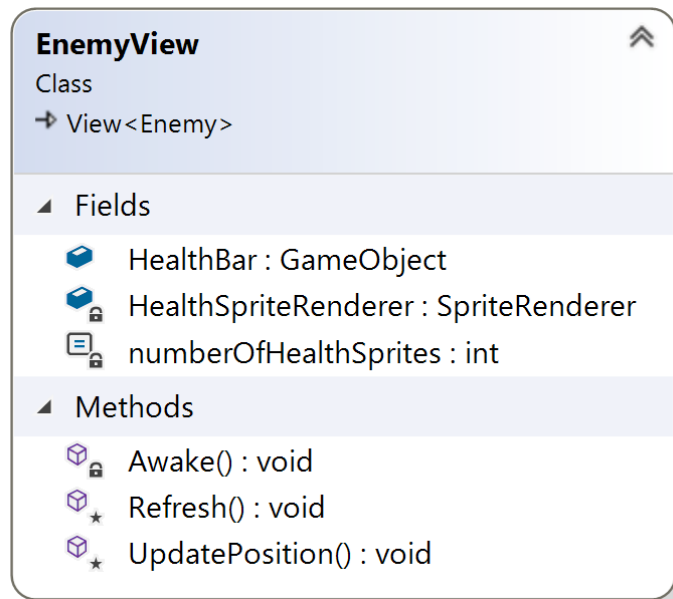 EnemyView
Class
View<Enemy>
Fields
HealthBar : GameObject
HealthSpriteRenderer : SpriteRenderer
numberOfHealthSprites : int
Methods
Awake() : void
Refresh() : void
UpdatePosition() : void